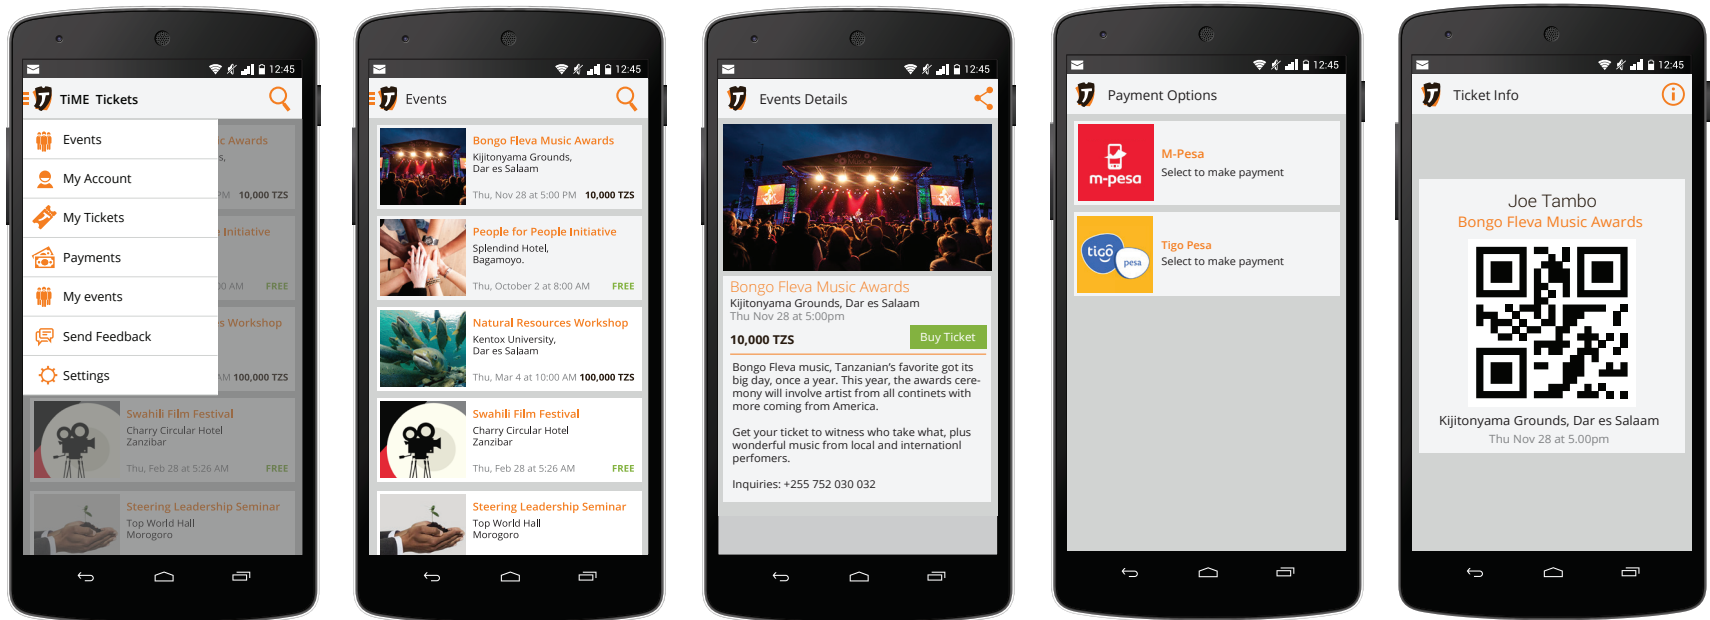 12:45
TiME Tickets
Events
My Account
My Tickets
Payments
My events
Send Feedback
Settings
ic Awards
s,
PM 10,000 TZS
e Initiative
00 AM FREE
es Workshop
AM 100,000 TZS
Swahili Film Festival
Charry Circular Hotel
Zanzibar
Thu, Feb 28 at 5:26 AM FREE
Steering Leadership Seminar
Top World Hall
Morogoro
12:45
Events
Bongo Fleva Music Awards
Kijitonyama Grounds,
Dar es Salaam
Thu, Nov 28 at 5:00 PM 10,000 TZS
People for People Initiative
Splendind Hotel,
Bagamoyo.
Thu, October 2 at 8:00 AM FREE
Natural Resources Workshop
Kentox University,
Dar es Salaam
Thu, Mar 4 at 10:00 AM 100,000 TZS
Swahili Film Festival
Charry Circular Hotel
Zanzibar
Thu, Feb 28 at 5:26 AM FREE
Steering Leadership Seminar
Top World Hall
Morogoro
12:45
Events Details
Bongo Fleva Music Awards
Kijitonyama Grounds, Dar es Salaam
Thu Nov 28 at 5:00pm
10,000 TZS Buy Ticket
Bongo Fleva music, Tanzanian's favorite got its
big day, once a year. This year, the awards cere-
mony will involve artist from all continets with
more coming from America.
Get your ticket to witness who take what, plus
wonderful music from local and internationl
perfomers.
Inquiries: +255 752 030 032
12:45
Payment Options
m-pesa
M-Pesa
Select to make payment
tigo
pesa
Tigo Pesa
Select to make payment
12:45
Ticket Info
Joe Tambo
Bongo Fleva Music Awards
Kijitonyama Grounds, Dar es Salaam
Thu Nov 28 at 5.00pm